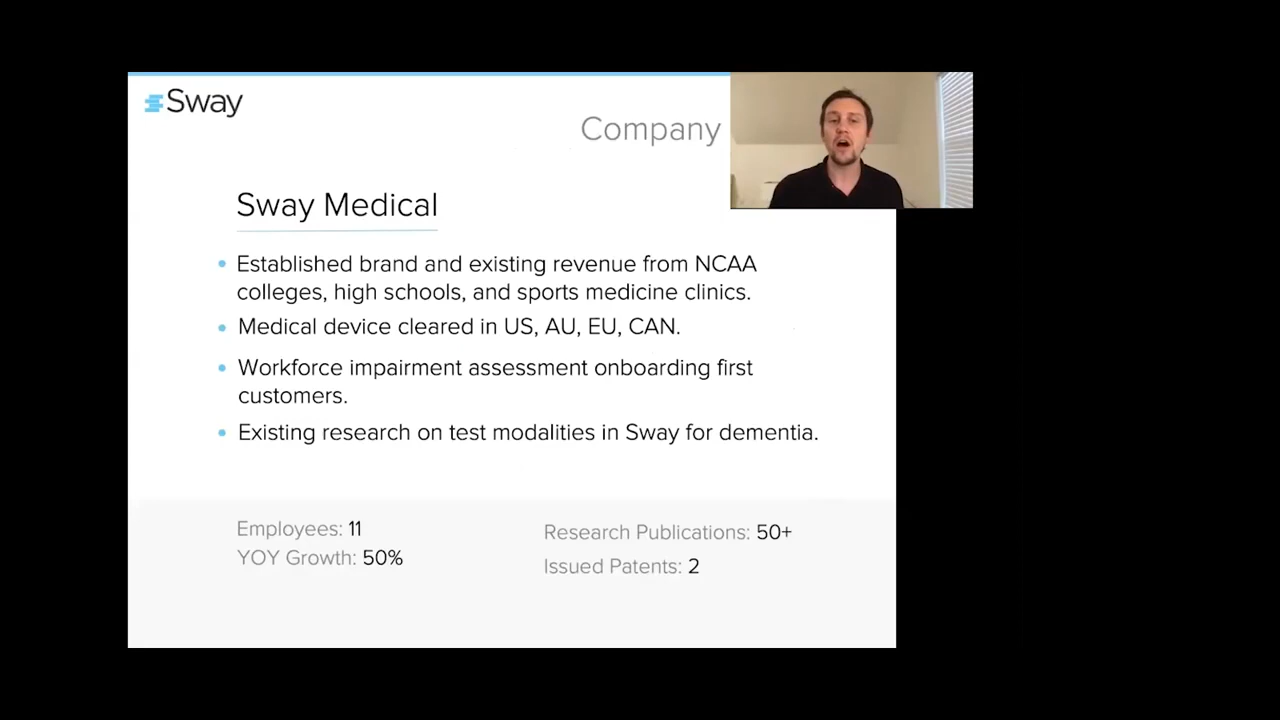 Sway
Company
Sway Medical
• Established brand and existing revenue from NCAA
colleges, high schools, and sports medicine clinics.
• Medical device cleared in US, AU, EU, CAN.
• Workforce impairment assessment onboarding first
customers.
• Existing research on test modalities in Sway for dementia.
Employees: 11
YOY Growth: 50%
Research Publications: 50+
Issued Patents: 2